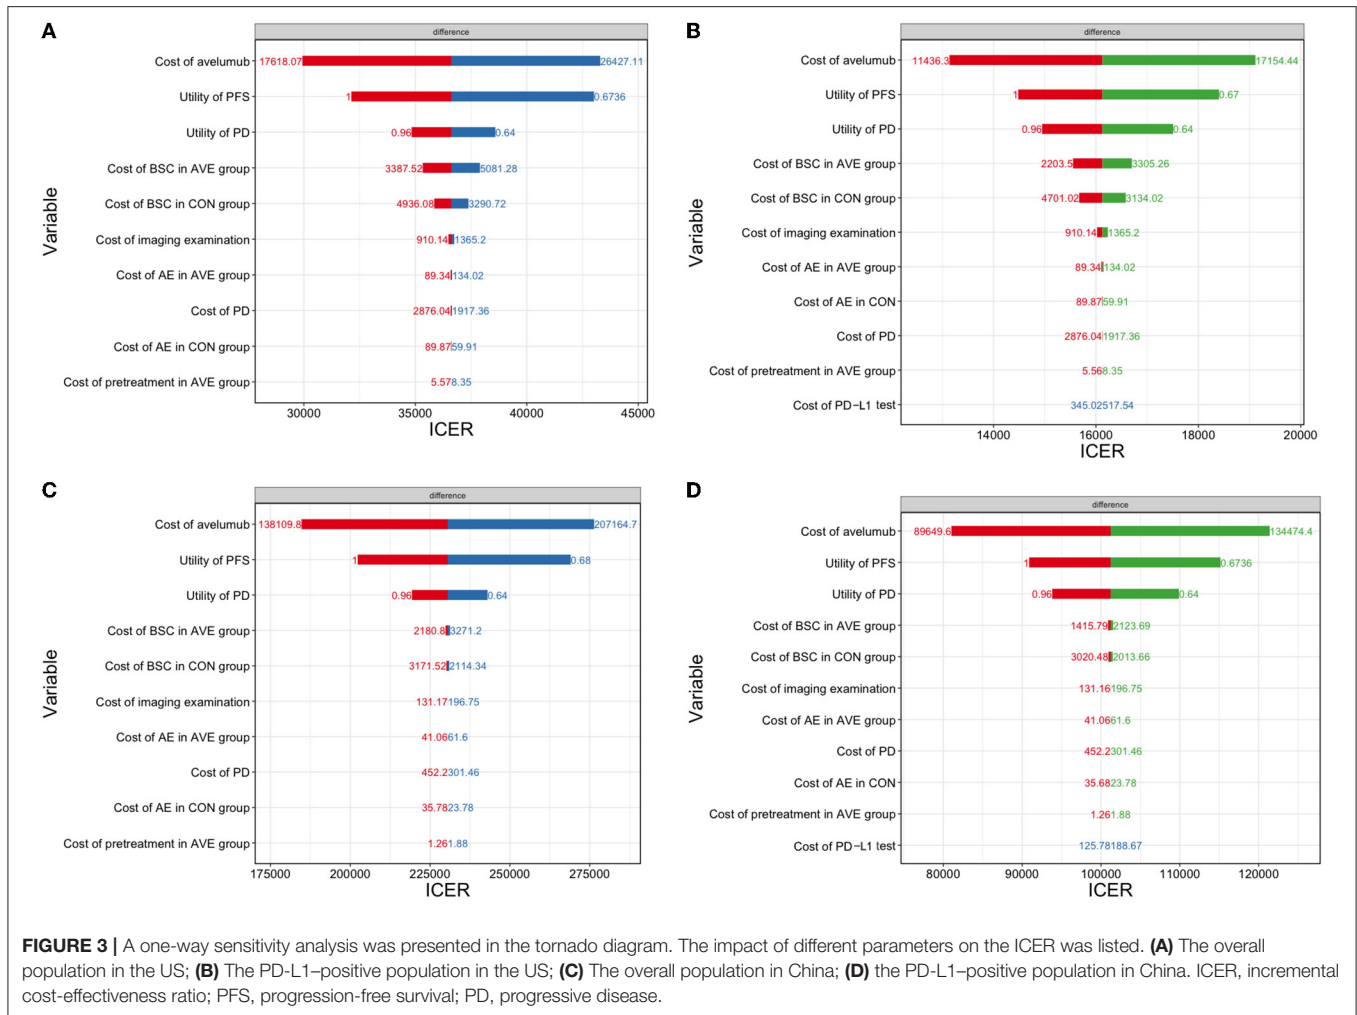 A
difference
Variable
Cost of avelumub
17618.07
26427.11
Utility of PFS
1
0.6736
Utility of PD
0.96
0.64
Cost of BSC in AVE group
3387.52
5081.28
Cost of BSC in CON group
4936.08
3290.72
Cost of imaging examination
910.14
1365.2
Cost of AE in AVE group
89.34
134.02
Cost of PD
2876.04
1917.36
Cost of AE in CON group
89.87
59.91
Cost of pretreatment in AVE group
5.57
8.35
30000
35000
40000
45000
ICER
B
difference
Variable
Cost of avelumub
11436.3
17154.44
Utility of PFS
1
0.67
Utility of PD
0.96
0.64
Cost of BSC in AVE group
2203.5
3305.26
Cost of BSC in CON group
4701.02
3134.02
Cost of imaging examination
910.14
1365.2
Cost of AE in AVE group
89.34
134.02
Cost of AE in CON
89.87
59.91
Cost of PD
2876.04
1917.36
Cost of pretreatment in AVE group
5.56
8.35
Cost of PD-L1 test
345.02
517.54
14000
16000
18000
20000
ICER
C
difference
Variable
Cost of avelumub
138109.8
207164.7
Utility of PFS
1
0.68
Utility of PD
0.96
0.64
Cost of BSC in AVE group
2180.8
3271.2
Cost of BSC in CON group
3171.52
2114.34
Cost of imaging examination
131.17
196.75
Cost of AE in AVE group
41.06
61.6
Cost of PD
452.2
301.46
Cost of AE in CON group
35.78
23.78
Cost of pretreatment in AVE group
1.26
1.88
175000
200000
225000
250000
275000
ICER
D
difference
Variable
Cost of avelumub
89649.6
134474.4
Utility of PFS
1
0.6736
Utility of PD
0.96
0.64
Cost of BSC in AVE group
1415.79
2123.69
Cost of BSC in CON group
3020.48
2013.66
Cost of imaging examination
131.16
196.75
Cost of AE in AVE group
41.06
61.6
Cost of PD
452.2
301.46
Cost of AE in CON
35.68
23.78
Cost of pretreatment in AVE group
1.26
1.88
Cost of PD-L1 test
125.78
188.67
80000
90000
100000
110000
120000
ICER
FIGURE 3 | A one-way sensitivity analysis was presented in the tornado diagram. The impact of different parameters on the ICER was listed. (A) The overall
population in the US; (B) The PD-L1–positive population in the US; (C) The overall population in China; (D) the PD-L1–positive population in China. ICER, incremental
cost-effectiveness ratio; PFS, progression-free survival; PD, progressive disease.